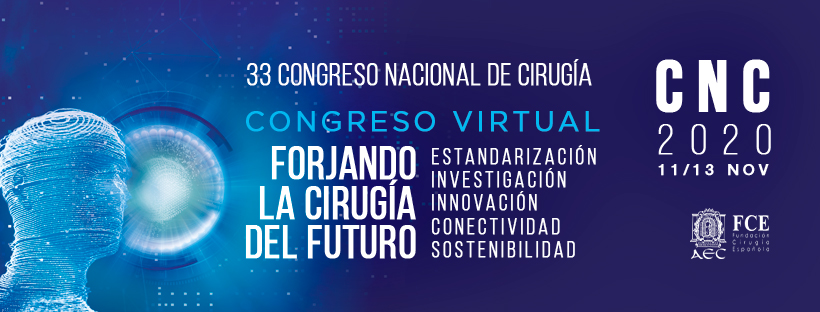 33 CONGRESO NACIONAL DE CIRUGÍA
CONGRESO VIRTUAL
FORJANDO
LA CIRUGÍA
DEL FUTURO
ESTANDARIZACIÓN
INVESTIGACIÓN
INNOVACIÓN
CONECTIVIDAD
SOSTENIBILIDAD
CNC
2020
11/13 NOV
AEC
FCE
Fundación
Cirugía
Española